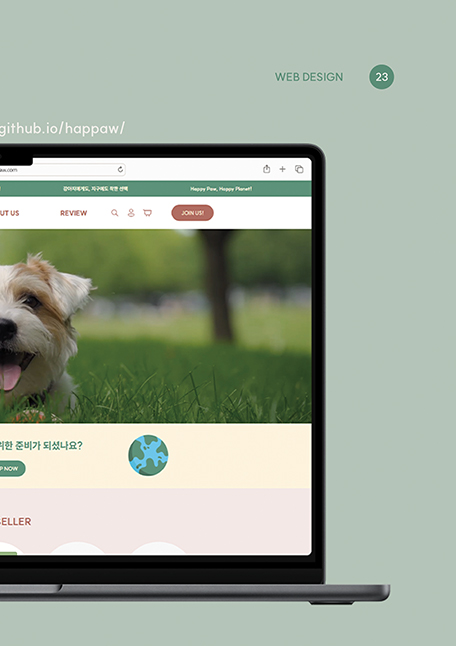 WEB DESIGN 23
github.io/happaw/
aw.com
강아지에게도, 지구에도 착한 선택 Happy Paw, Happy Planet!
UT US REVIEW JOIN US!
위한 준비가 되셨나요?
P NOW
SELLER